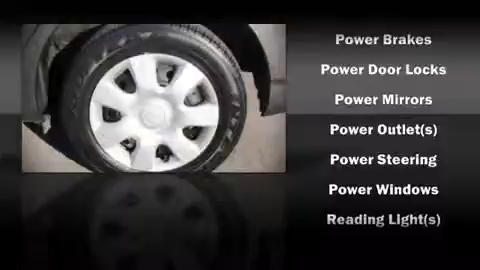 Power Brakes
Power Door Locks
Power Mirrors
Power Outlet(s)
Power Steering
Power Windows
Reading Light(s)